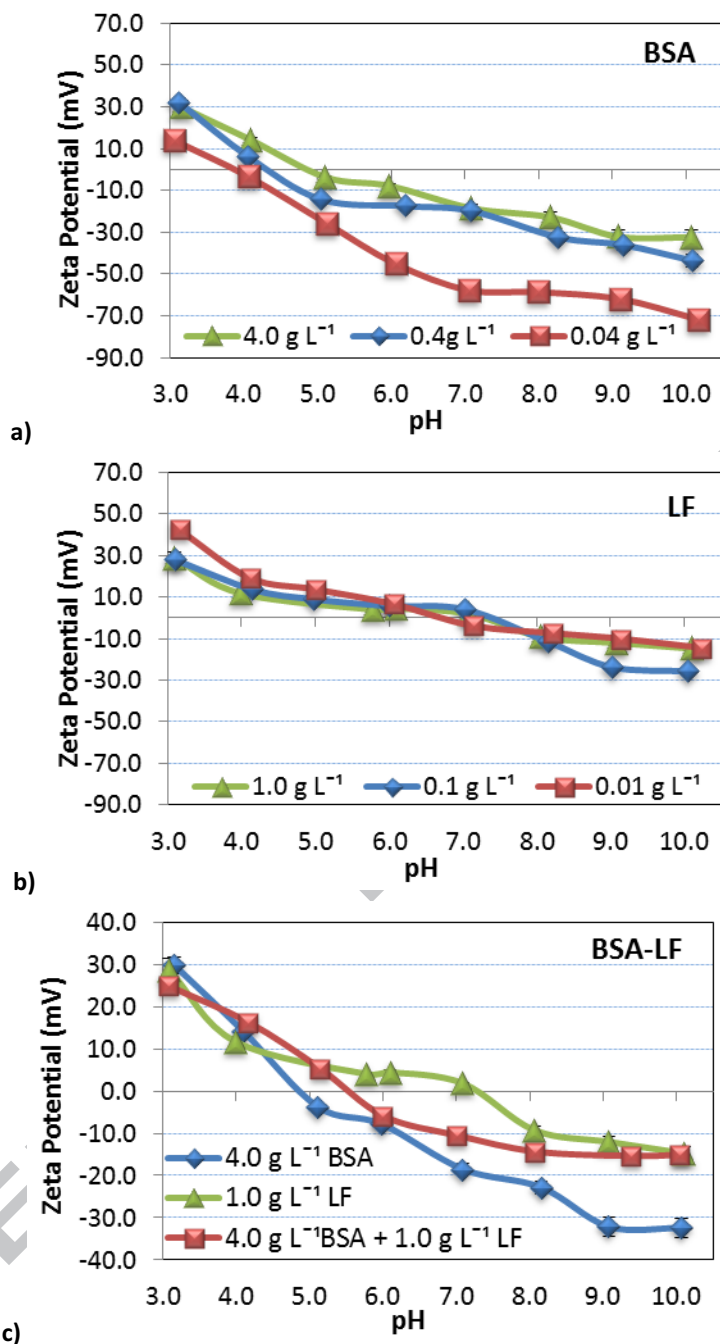 70.0
BSA
50.0
30.0
10.0
-10.0
-30.0
-50.0
-70.0
-90.0
Zeta Potential (mV)
4.0 g L⁻¹ 0.4g L⁻¹ 0.04 g L⁻¹
3.0 4.0 5.0 6.0 7.0 8.0 9.0 10.0
pH
a)
70.0
LF
50.0
30.0
10.0
-10.0
-30.0
-50.0
-70.0
-90.0
Zeta Potential (mV)
1.0 g L⁻¹ 0.1 g L⁻¹ 0.01 g L⁻¹
3.0 4.0 5.0 6.0 7.0 8.0 9.0 10.0
pH
b)
40.0
BSA-LF
30.0
20.0
10.0
0.0
-10.0
-20.0
-30.0
-40.0
Zeta Potential (mV)
4.0 g L⁻¹ BSA
1.0 g L⁻¹ LF
4.0 g L⁻¹BSA + 1.0 g L⁻¹ LF
3.0 4.0 5.0 6.0 7.0 8.0 9.0 10.0
pH
c)